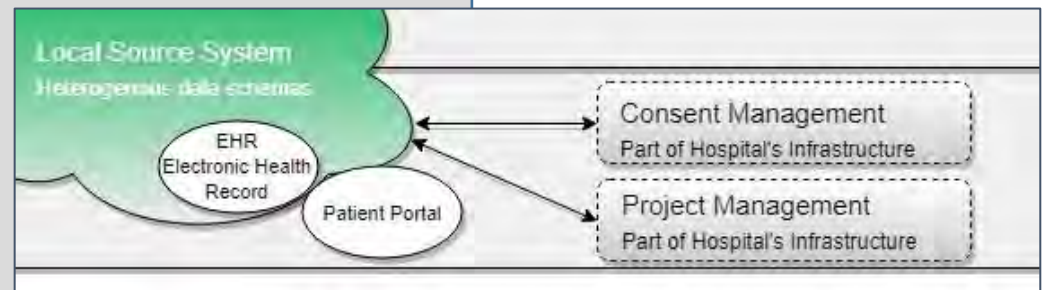 Local Source System
Heterogenous data schemas
EHR
Electronic Health
Record
Patient Portal
Consent Management
Part of Hospital's Infrastructure
Project Management
Part of Hospital's Infrastructure